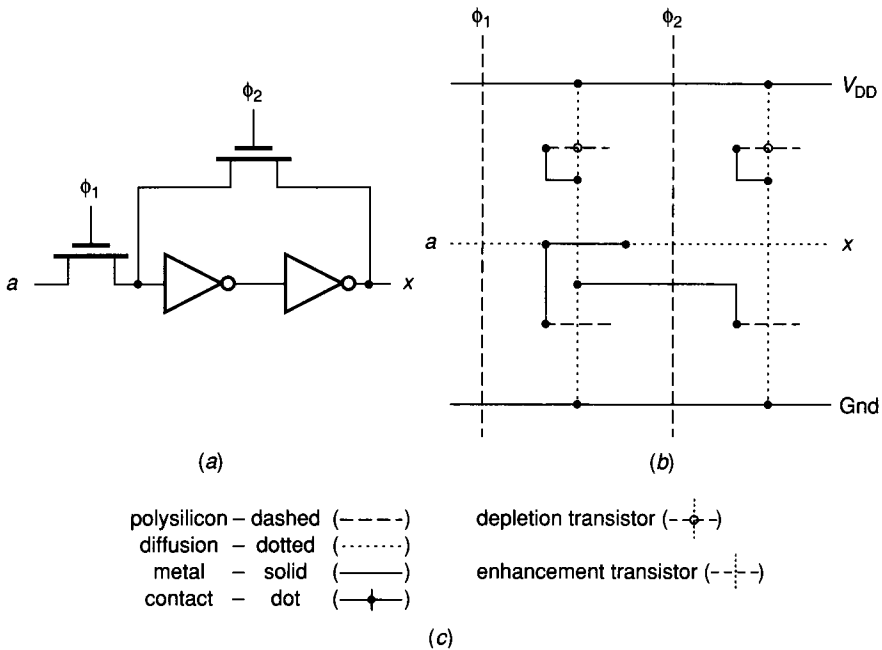 ϕ1
ϕ2
a
x
(a)
ϕ1
ϕ2
VDD
a
x
Gnd
(b)
polysilicon – dashed (-----)
diffusion – dotted (.......)
metal – solid (——)
contact – dot (—•—)
depletion transistor (--o--)
enhancement transistor (-----)
(c)